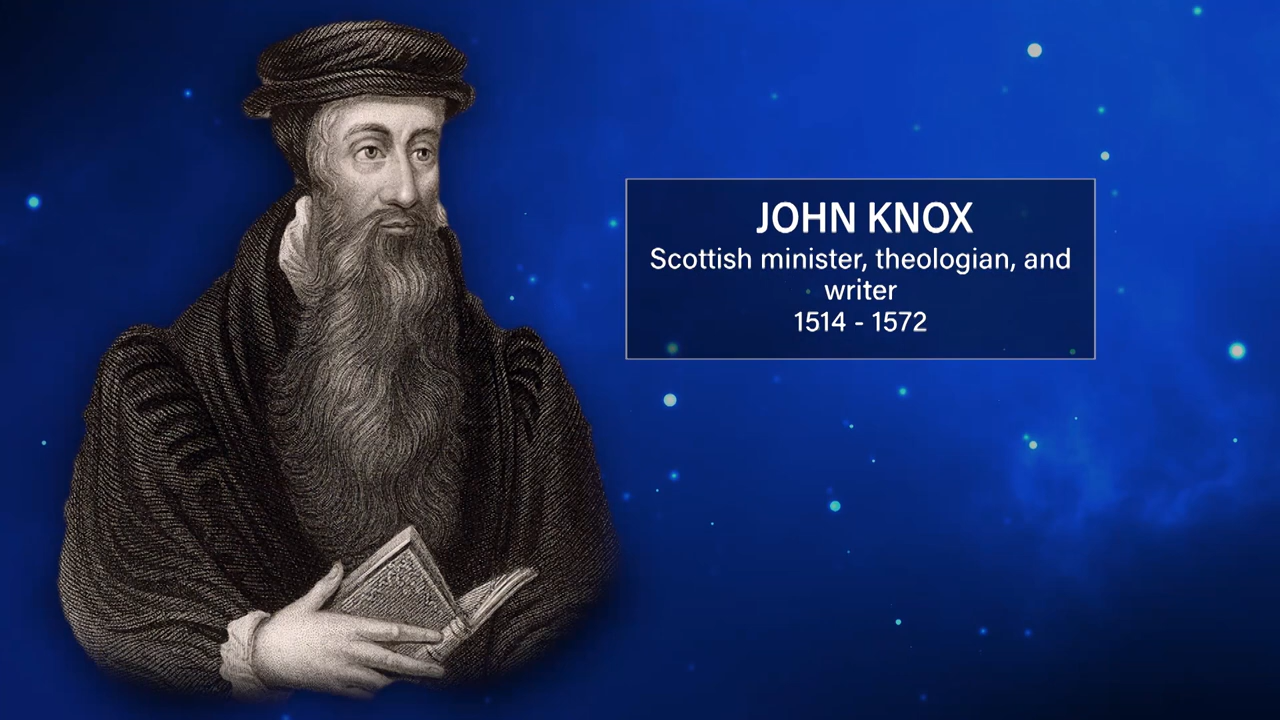 JOHN KNOX
Scottish minister, theologian, and
writer
1514 - 1572